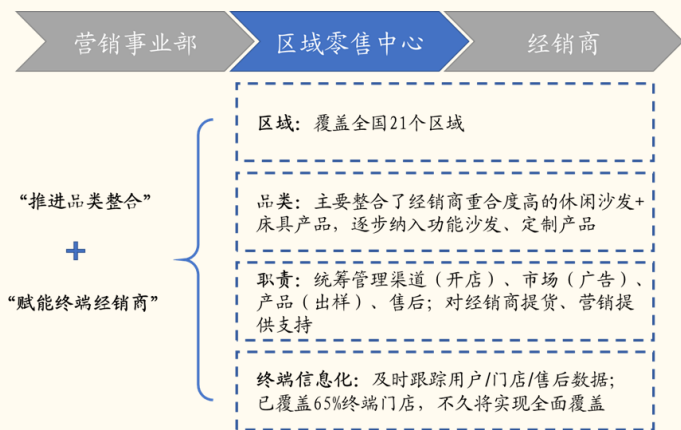 营销事业部
区域零售中心
经销商
区域：覆盖全国21个区域
“推进品类整合”
+
“赋能终端经销商”
品类：主要整合了经销商重合度高的休闲沙发+
床具产品，逐步纳入功能沙发、定制产品
职责：统筹管理渠道（开店）、市场（广告）、
产品（出样）、售后；对经销商提货、营销提
供支持
终端信息化：及时跟踪用户/门店/售后数据；
已覆盖65%终端门店，不久将实现全面覆盖